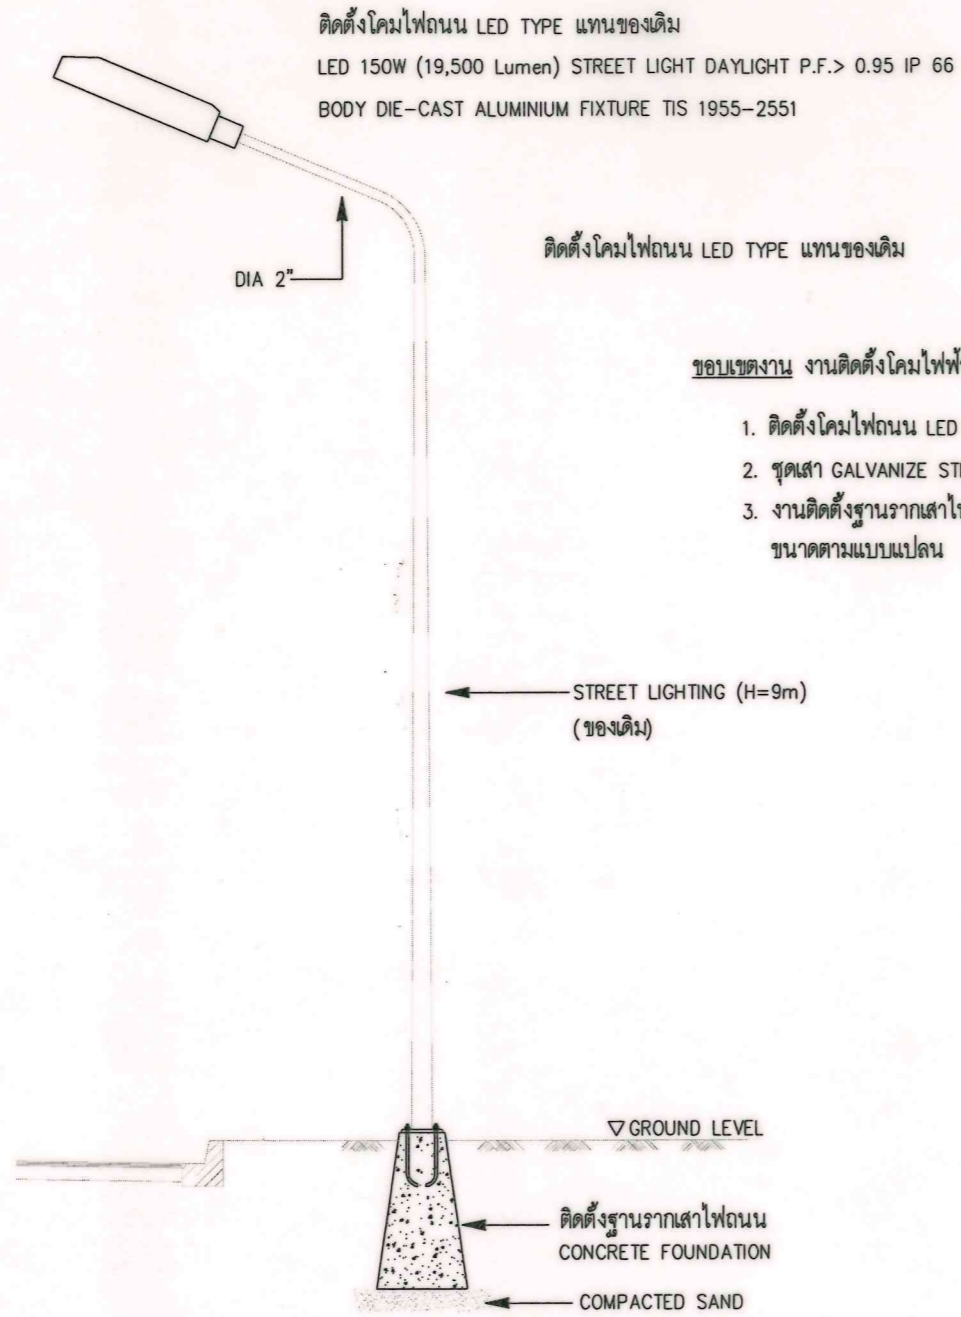 ติดตั้งโคมไฟถนน LED TYPE แทนของเดิม
LED 150W (19,500 Lumen) STREET LIGHT DAYLIGHT P.F.> 0.95 IP 66
BODY DIE-CAST ALUMINIUM FIXTURE TIS 1955-2551
DIA 2"
ติดตั้งโคมไฟถนน LED TYPE แทนของเดิม
ขอบเขตงาน งานติดตั้งโคมไฟฟ้
1. ติดตั้งโคมไฟถนน LED
2. ชุดเสา GALVANIZE
3. งานติดตั้งฐานรากเสาไ
ขนาดตามแบบแปลน
STREET LIGHTING (H=9m)
(ของเดิม)
GROUND LEVEL
ติดตั้งฐานรากเสาไฟถนน
CONCRETE FOUNDATION
COMPACTED SAND